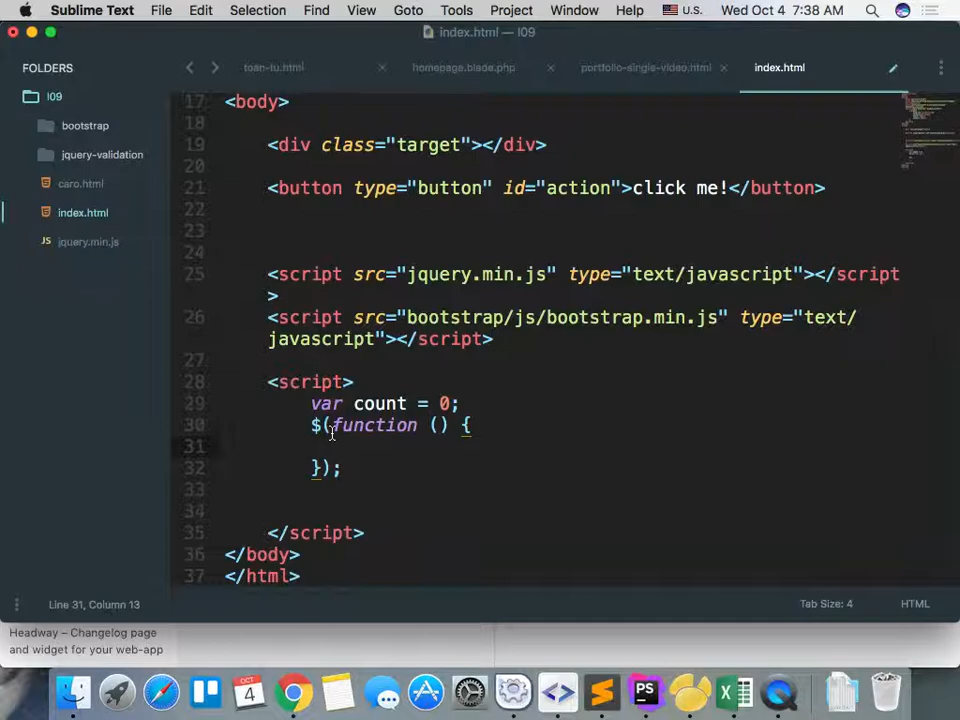 Sublime Text File Edit Selection Find View Goto Tools Project Window Help U.S. Wed Oct 4 7:38 AM
index.html — l09
FOLDERS
l09
bootstrap
jquery-validation
caro.html
index.html
JS jquery.min.js
toan-tu.html homepage.blade.php portfolio-single-video.html index.html
17 <body>
18
19 <div class="target"></div>
20
21 <button type="button" id="action">click me!</button>
22
23
24
25 <script src="jquery.min.js" type="text/javascript"></script
>
26 <script src="bootstrap/js/bootstrap.min.js" type="text/
javascript"></script>
27
28 <script>
29 var count = 0;
30 $(function () {
31
32 });
33
34
35 </script>
36 </body>
37 </html>
Line 31, Column 13 Tab Size: 4 HTML
Headway – Changelog page
and widget for your web-app
OCT
4
PS